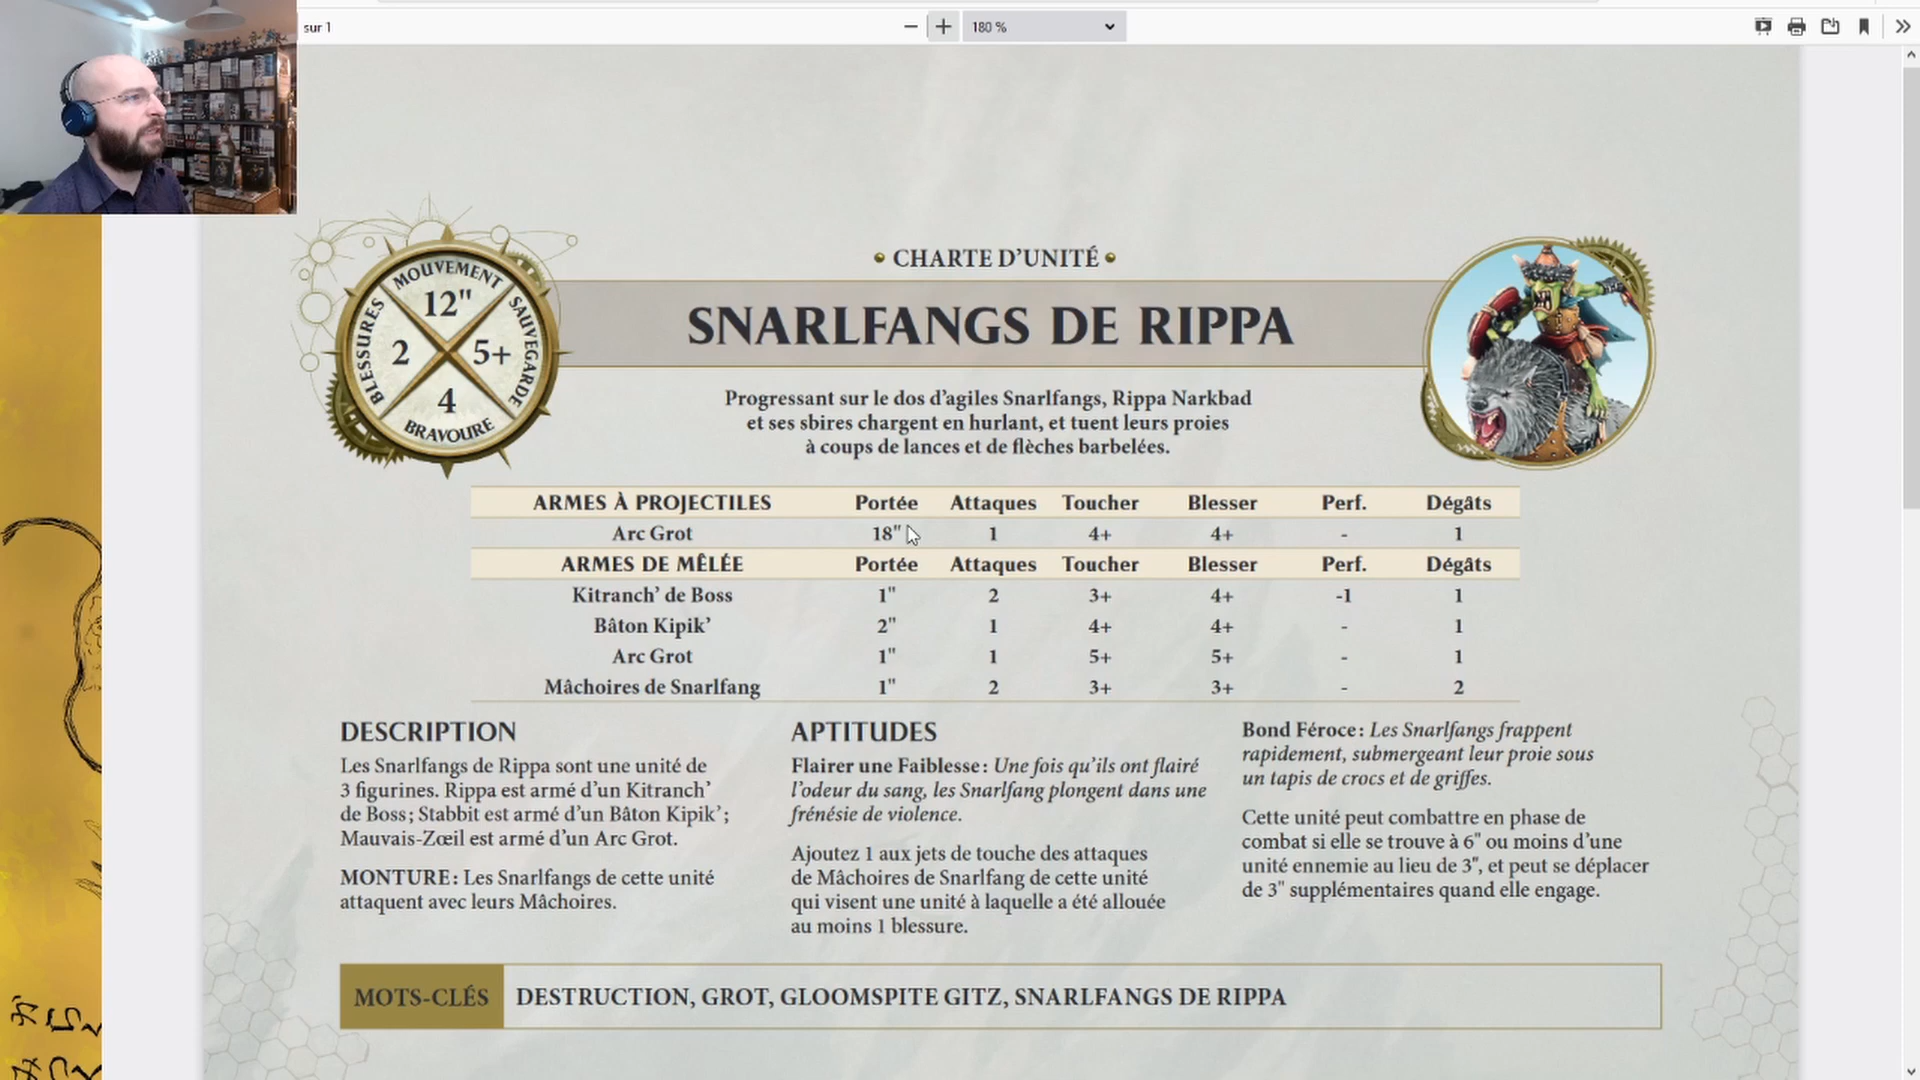 sur 1
180 %
• CHARTE D’UNITÉ •
SNARLFANGS DE RIPPA
MOUVEMENT
12"
BLESSURES
2
5+
SAUVEGARDE
4
BRAVOURE
Progressant sur le dos d’agiles Snarlfangs, Rippa Narkbad
et ses sbires chargent en hurlant, et tuent leurs proies
à coups de lances et de flèches barbelées.
ARMES À PROJECTILES Portée Attaques Toucher Blesser Perf. Dégâts
Arc Grot 18" 1 4+ 4+ - 1
ARMES DE MÊLÉE Portée Attaques Toucher Blesser Perf. Dégâts
Kitranch’ de Boss 1" 2 3+ 4+ -1 1
Bâton Kipik’ 2" 1 4+ 4+ - 1
Arc Grot 1" 1 5+ 5+ - 1
Mâchoires de Snarlfang 1" 2 3+ 3+ - 2
DESCRIPTION
Les Snarlfangs de Rippa sont une unité de
3 figurines. Rippa est armé d’un Kitranch’
de Boss; Stabbit est armé d’un Bâton Kipik’;
Mauvais-Zœil est armé d’un Arc Grot.
MONTURE: Les Snarlfangs de cette unité
attaquent avec leurs Mâchoires.
APTITUDES
Flairer une Faiblesse: Une fois qu’ils ont flairé
l’odeur du sang, les Snarlfang plongent dans une
frénésie de violence.
Ajoutez 1 aux jets de touche des attaques
de Mâchoires de Snarlfang de cette unité
qui visent une unité à laquelle a été allouée
au moins 1 blessure.
Bond Féroce: Les Snarlfangs frappent
rapidement, submergeant leur proie sous
un tapis de crocs et de griffes.
Cette unité peut combattre en phase de
combat si elle se trouve à 6" ou moins d’une
unité ennemie au lieu de 3", et peut se déplacer
de 3" supplémentaires quand elle engage.
MOTS-CLÉS DESTRUCTION, GROT, GLOOMSPITE GITZ, SNARLFANGS DE RIPPA